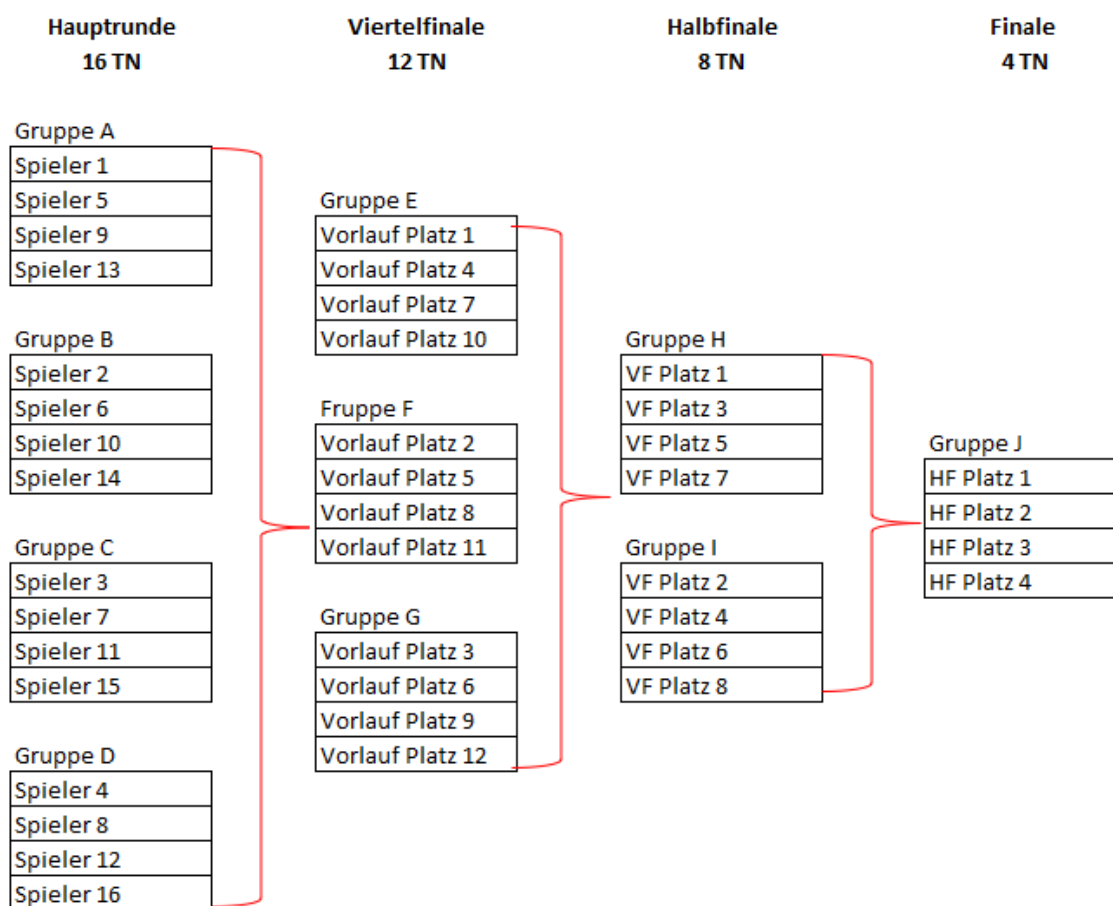 Hauptrunde
16 TN
Viertelfinale
12 TN
Halbfinale
8 TN
Finale
4 TN
Gruppe A
Spieler 1
Spieler 5
Spieler 9
Spieler 13
Gruppe B
Spieler 2
Spieler 6
Spieler 10
Spieler 14
Gruppe C
Spieler 3
Spieler 7
Spieler 11
Spieler 15
Gruppe D
Spieler 4
Spieler 8
Spieler 12
Spieler 16
Gruppe E
Vorlauf Platz 1
Vorlauf Platz 4
Vorlauf Platz 7
Vorlauf Platz 10
Fruppe F
Vorlauf Platz 2
Vorlauf Platz 5
Vorlauf Platz 8
Vorlauf Platz 11
Gruppe G
Vorlauf Platz 3
Vorlauf Platz 6
Vorlauf Platz 9
Vorlauf Platz 12
Gruppe H
VF Platz 1
VF Platz 3
VF Platz 5
VF Platz 7
Gruppe I
VF Platz 2
VF Platz 4
VF Platz 6
VF Platz 8
Gruppe J
HF Platz 1
HF Platz 2
HF Platz 3
HF Platz 4